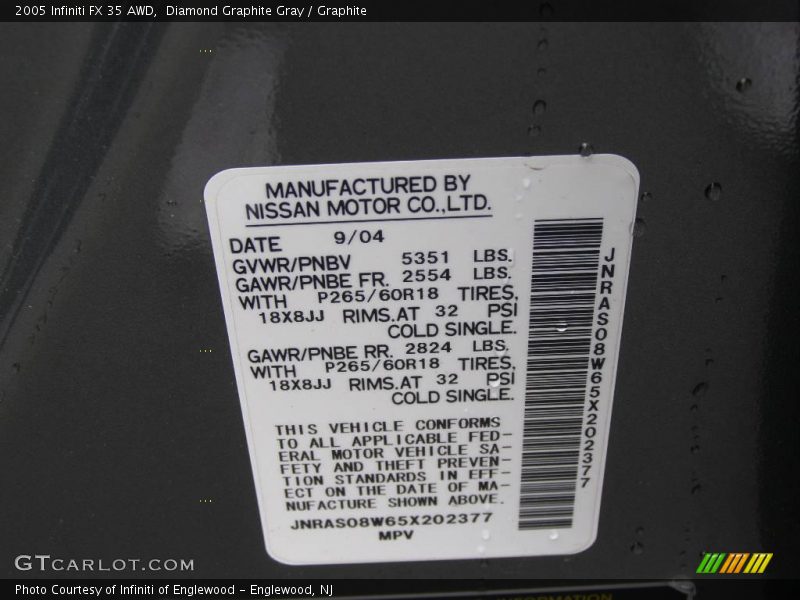 2005 Infiniti FX 35 AWD,  Diamond Graphite Gray / Graphite
MANUFACTURED BY
NISSAN MOTOR CO.,LTD.
DATE 9/04
GVWR/PNBV 5351 LBS.
GAWR/PNBE FR. 2554 LBS.
WITH P265/60R18 TIRES,
18X8JJ RIMS.AT 32 PSI
COLD SINGLE.
GAWR/PNBE RR. 2824 LBS.
WITH P265/60R18 TIRES,
18X8JJ RIMS.AT 32 PSI
COLD SINGLE.
THIS VEHICLE CONFORMS
TO ALL APPLICABLE FED-
ERAL MOTOR VEHICLE SA-
FETY AND THEFT PREVEN-
TION STANDARDS IN EFF-
ECT ON THE DATE OF MA-
NUFACTURE SHOWN ABOVE.
JNRAS08W65X202377
MPV
JNRAS08W65X202377
GTCARLOT.COM
INFORMATION
Photo Courtesy of Infiniti of Englewood - Englewood, NJ